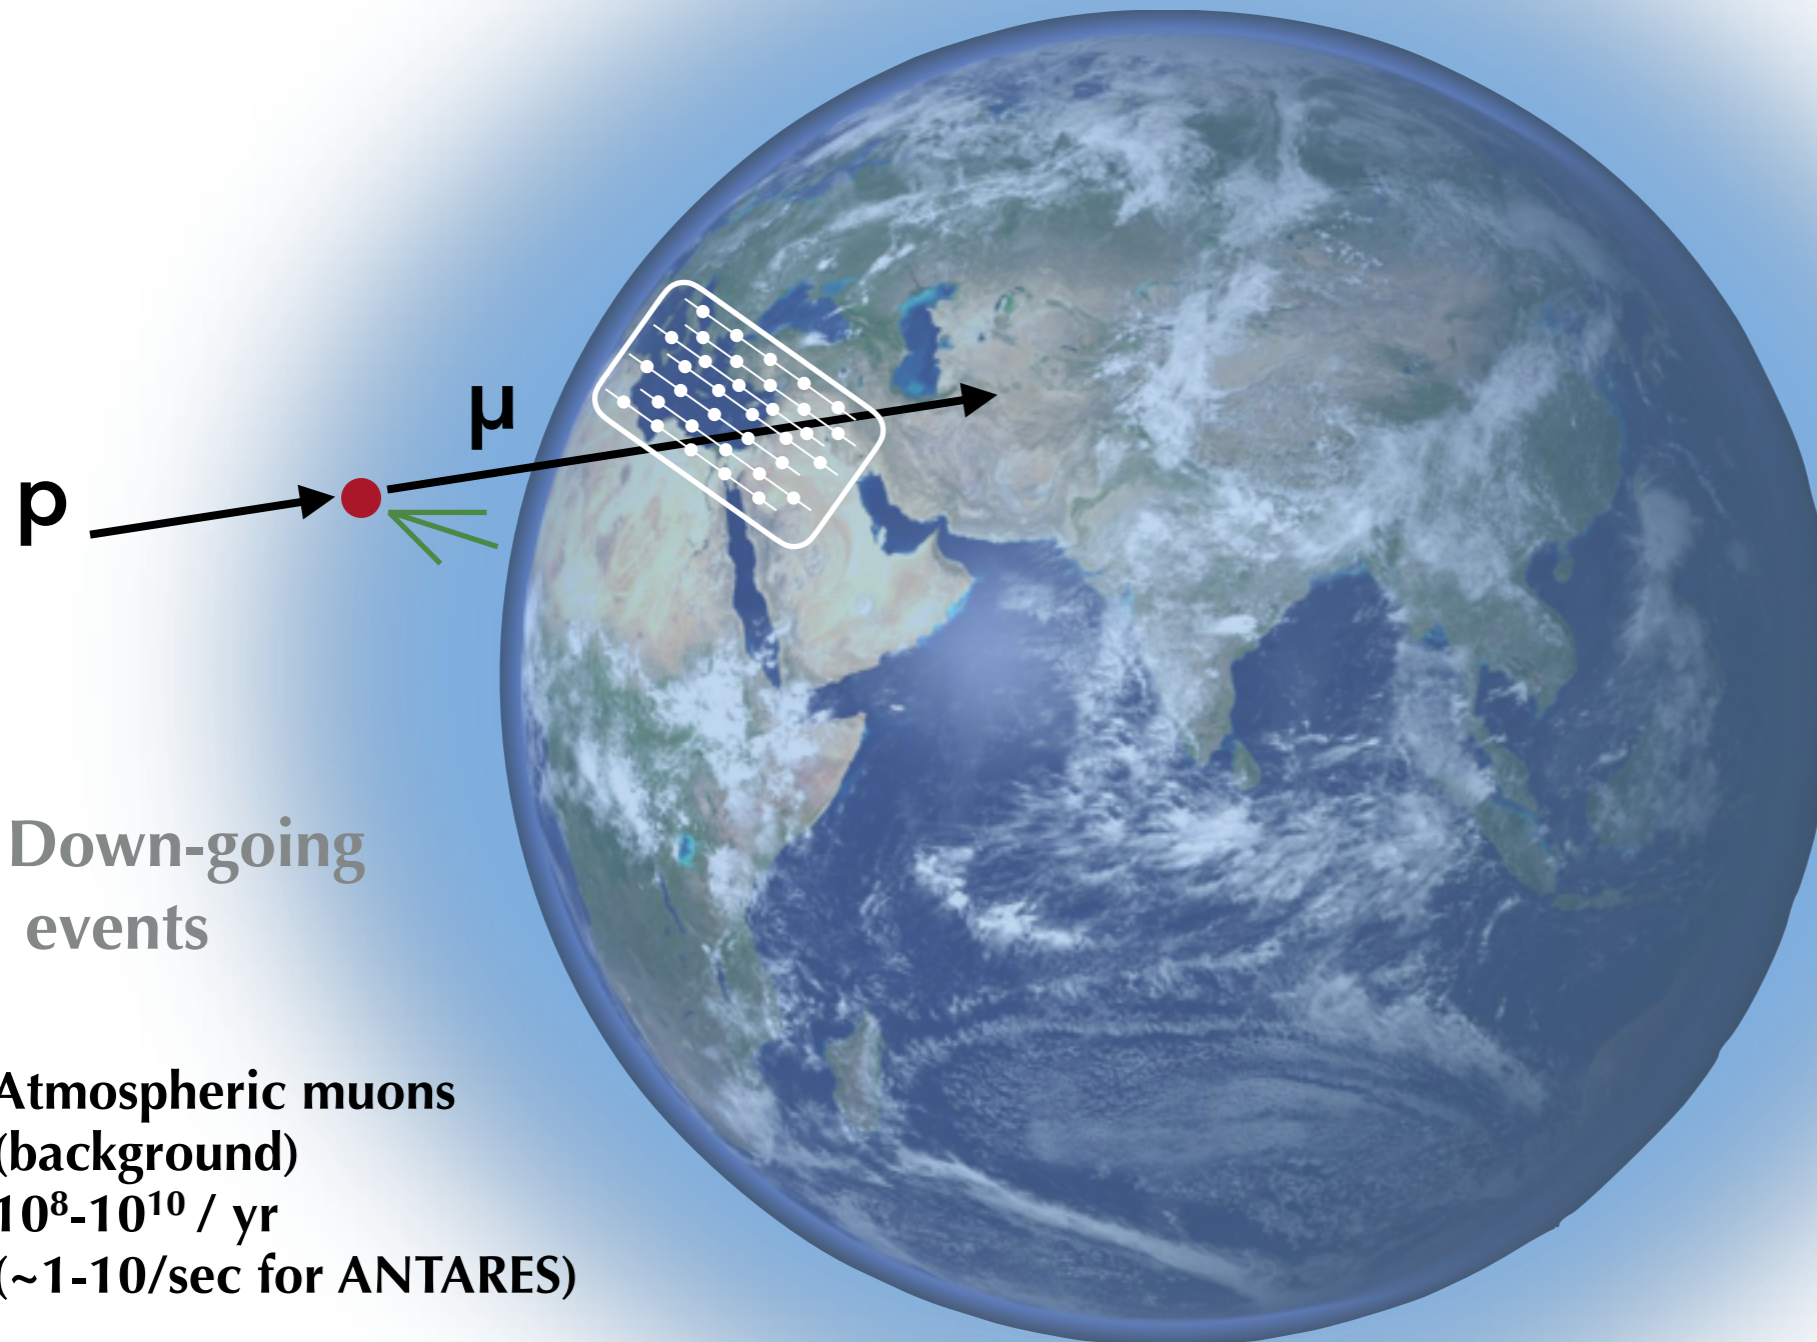 μ
p
Down-going
events
Atmospheric muons
(background)
10⁸-10¹⁰ / yr
(~1-10/sec for ANTARES)